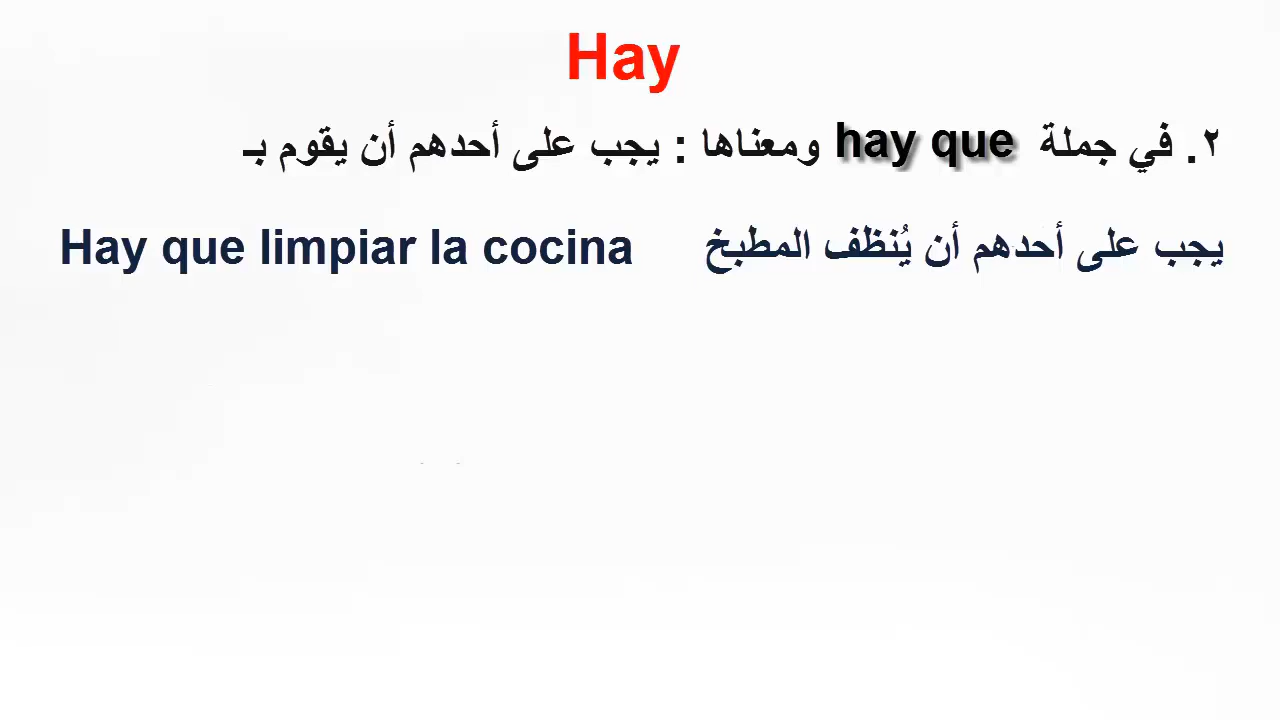 Hay
٢. في جملة hay que ومعناها : يجب على أحدهم أن يقوم بـ
يجب على أحدهم أن يُنظف المطبخ Hay que limpiar la cocina